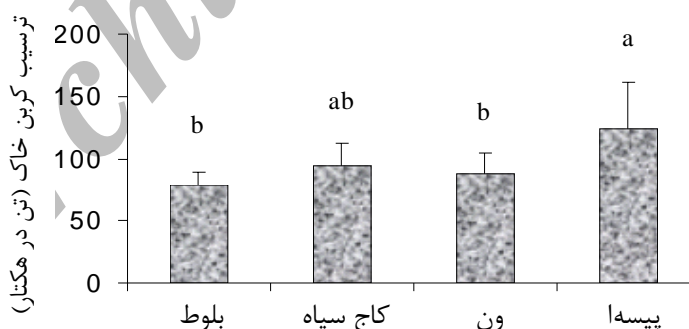 ترسیب کربن خاک (تن در هکتار)
200
150
100
50
0
b
ab
b
a
بلوط
کاج سیاه
ون
پیسه‌ا